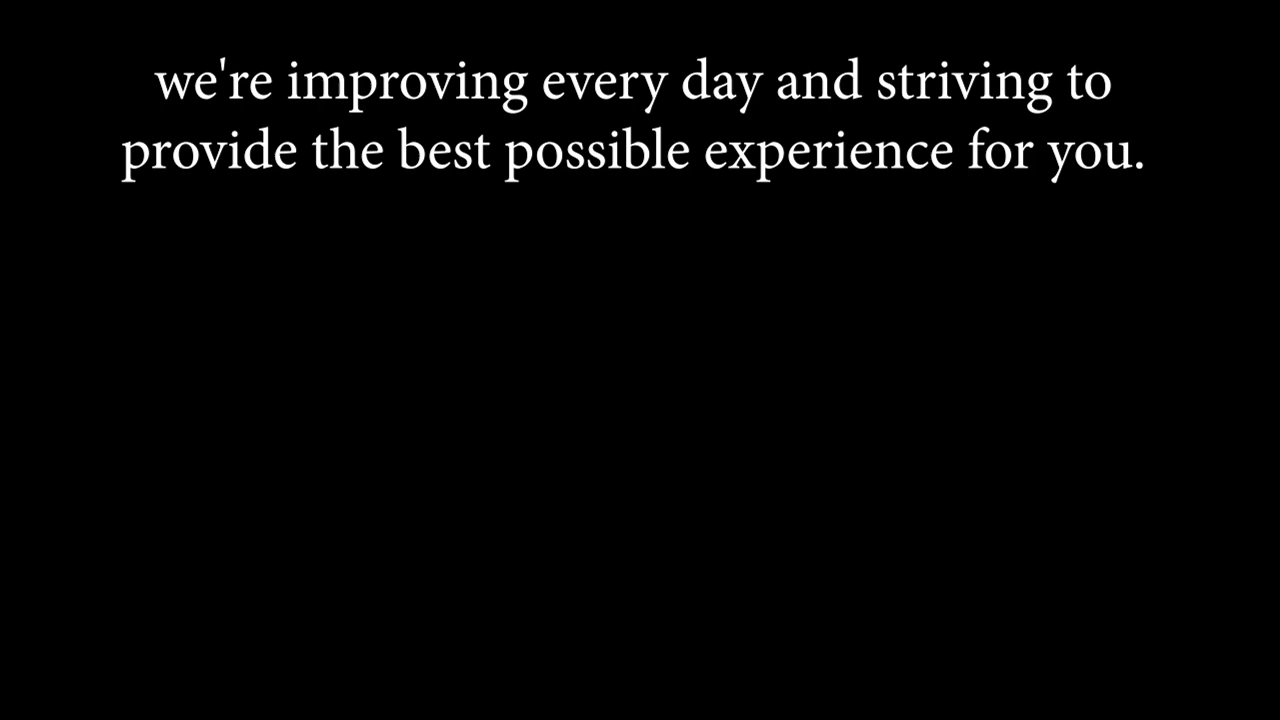 we're improving every day and striving to
provide the best possible experience for you.